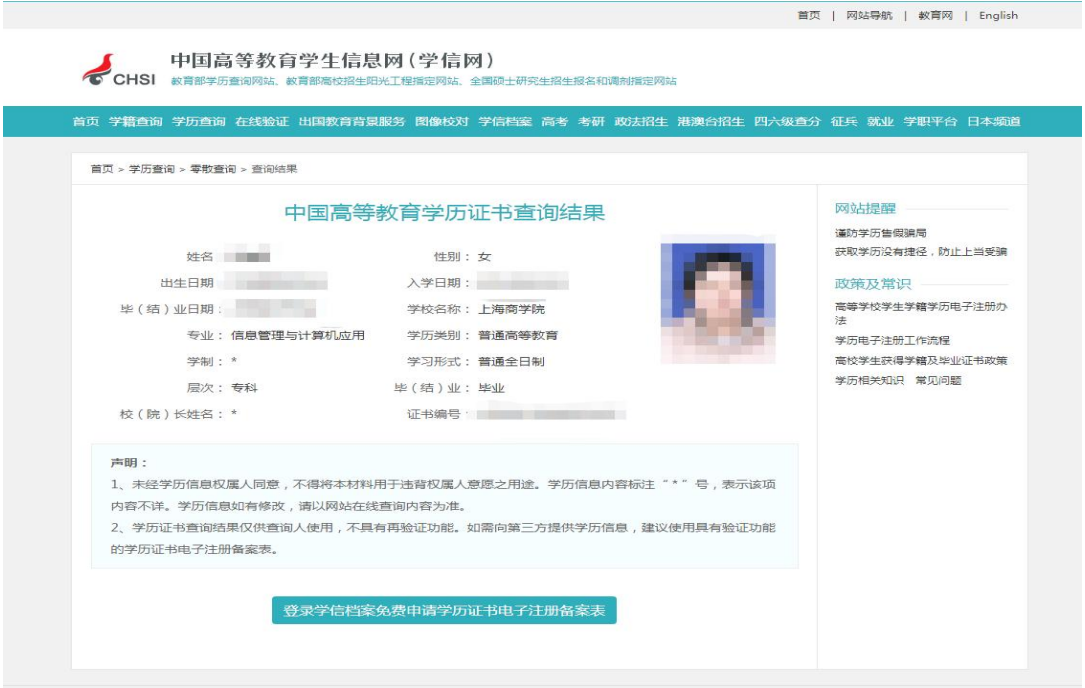 首页 | 网站导航 | 教育网 | English
中国高等教育学生信息网(学信网)
CHSI
教育部学历查询网站、教育部高校招生阳光工程指定网站、全国硕士研究生招生报名和调剂指定网站
首页 学籍查询 学历查询 在线验证 出国教育背景服务 图像校对 学信档案 高考 考研 政法招生 港澳台招生 四六级查分 征兵 就业 学职平台 日本频道
首页 > 学历查询 > 零散查询 > 查询结果
中国高等教育学历证书查询结果
姓名
性别: 女
出生日期
入学日期:
毕(结)业日期:
学校名称: 上海商学院
专业: 信息管理与计算机应用
学历类别: 普通高等教育
学制: *
学习形式: 普通全日制
层次: 专科
毕(结)业: 毕业
校(院)长姓名: *
证书编号
声明:
1、未经学历信息权属人同意,不得将本材料用于违背权属人意愿之用途。学历信息内容标注“*”号,表示该项
内容不详。学历信息如有修改,请以网站在线查询内容为准。
2、学历证书查询结果仅供查询人使用,不具有再验证功能。如需向第三方提供学历信息,建议使用具有验证功能
的学历证书电子注册备案表。
登录学信档案免费申请学历证书电子注册备案表
网站提醒
谨防学历售假骗局
获取学历没有捷径,防止上当受骗
政策及常识
高等学校学生学籍学历电子注册办
法
学历电子注册工作流程
高校学生获得学籍及毕业证书政策
学历相关知识 常见问题